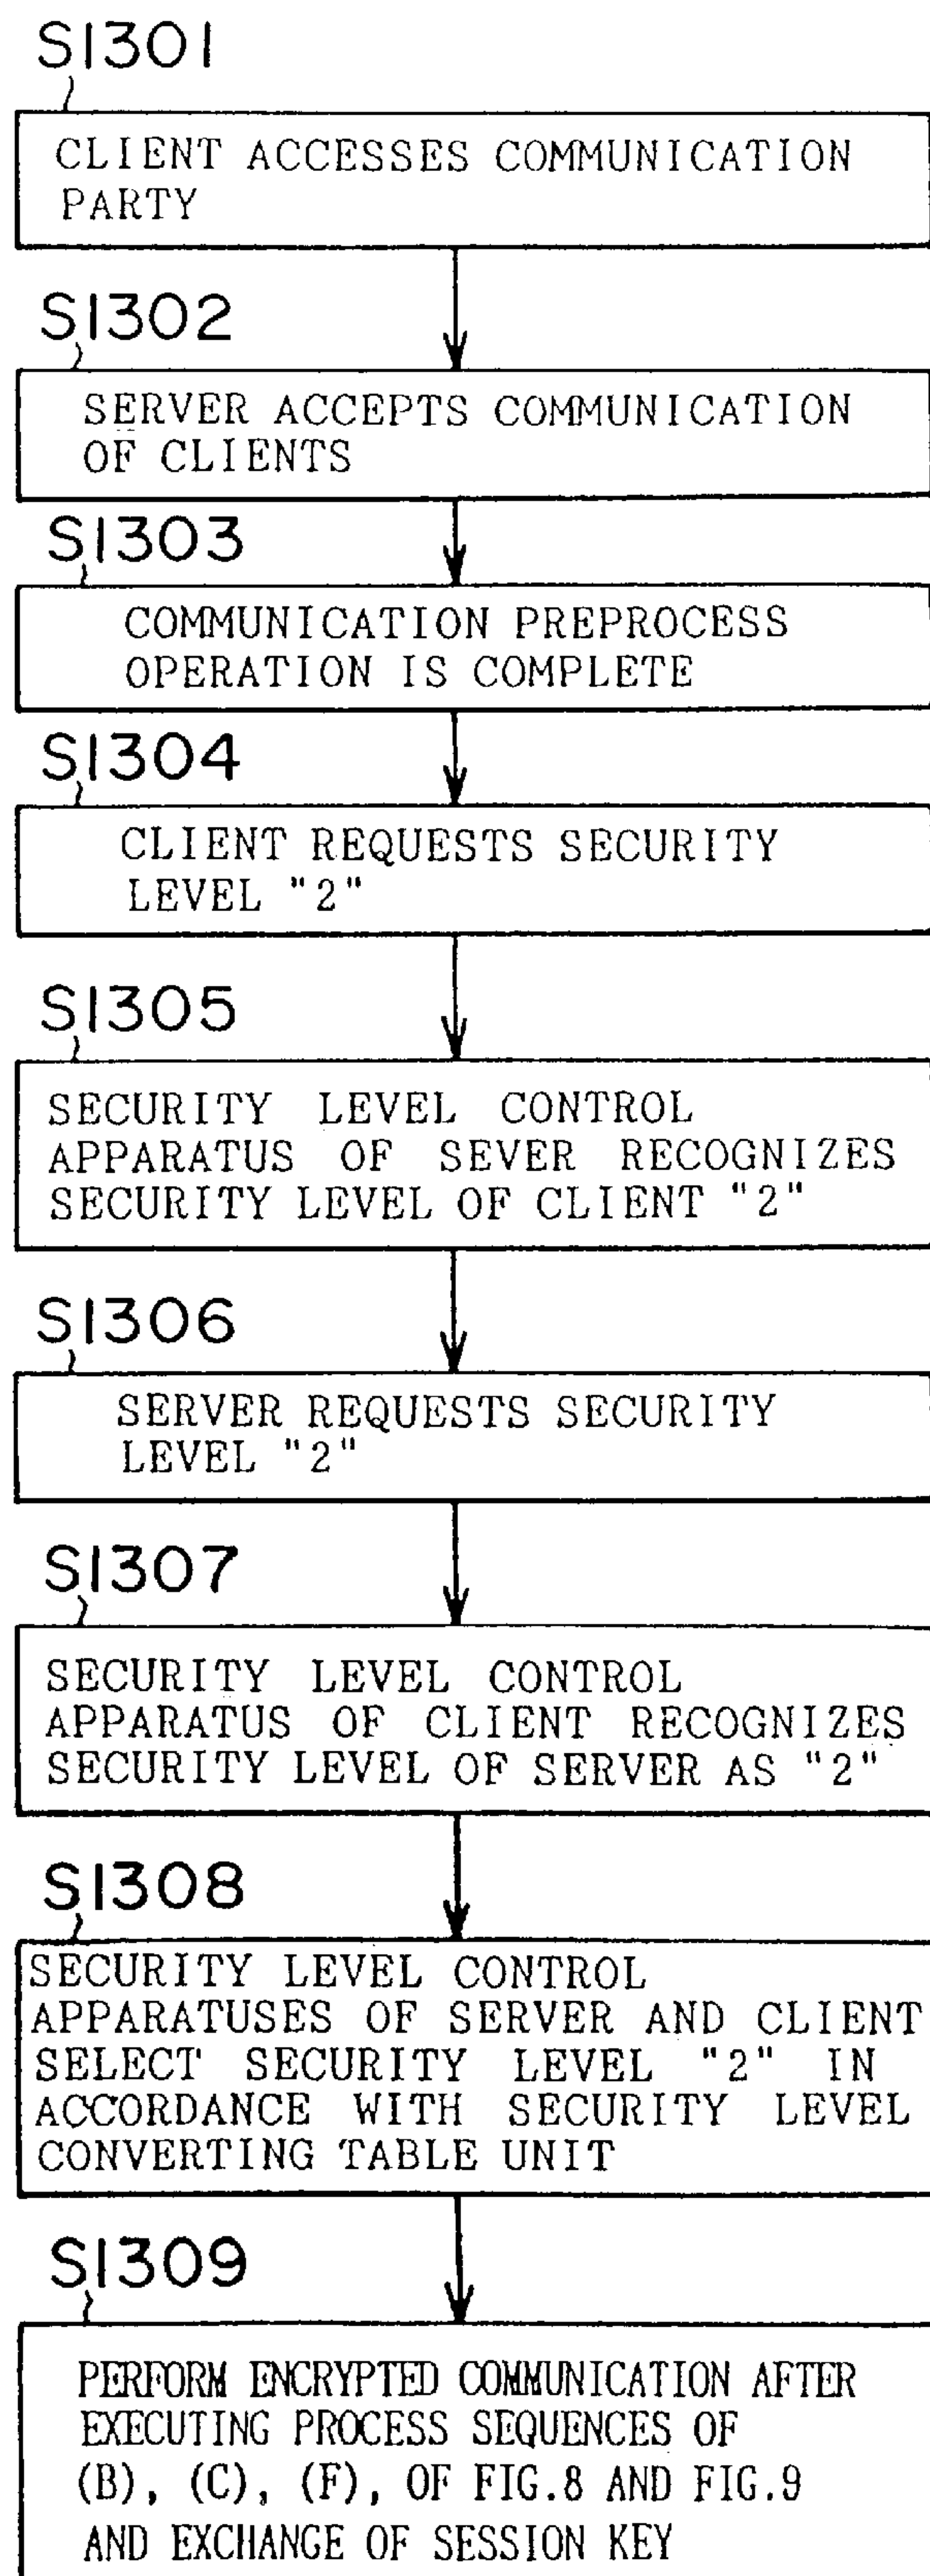 S1301
CLIENT ACCESSES COMMUNICATION
PARTY
S1302
SERVER ACCEPTS COMMUNICATION
OF CLIENTS
S1303
COMMUNICATION PREPROCESS
OPERATION IS COMPLETE
S1304
CLIENT REQUESTS SECURITY
LEVEL "2"
S1305
SECURITY LEVEL CONTROL
APPARATUS OF SEVER RECOGNIZES
SECURITY LEVEL OF CLIENT "2"
S1306
SERVER REQUESTS SECURITY
LEVEL "2"
S1307
SECURITY LEVEL CONTROL
APPARATUS OF CLIENT RECOGNIZES
SECURITY LEVEL OF SERVER AS "2"
S1308
SECURITY LEVEL CONTROL
APPARATUSES OF SERVER AND CLIENT
SELECT SECURITY LEVEL "2" IN
ACCORDANCE WITH SECURITY LEVEL
CONVERTING TABLE UNIT
S1309
PERFORM ENCRYPTED COMMUNICATION AFTER
EXECUTING PROCESS SEQUENCES OF
(B), (C), (F), OF FIG.8 AND FIG.9
AND EXCHANGE OF SESSION KEY